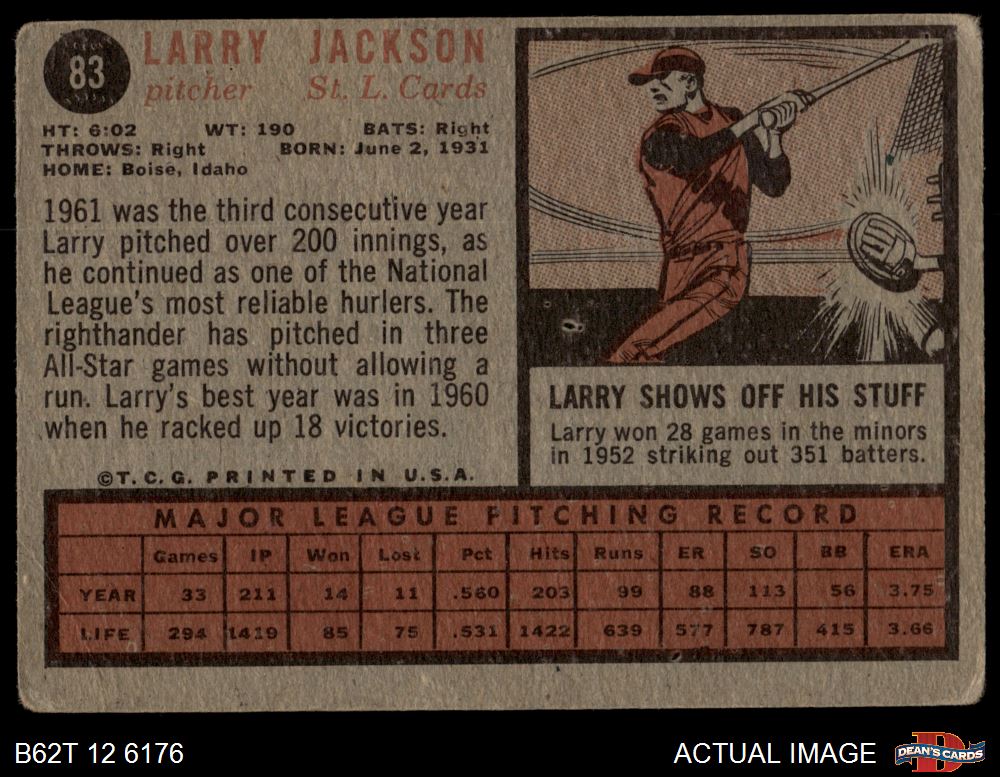 83
LARRY JACKSON
pitcher St. L. Cards
HT: 6:02 WT: 190 BATS: Right
THROWS: Right BORN: June 2, 1931
HOME: Boise, Idaho
1961 was the third consecutive year
Larry pitched over 200 innings, as
he continued as one of the National
League's most reliable hurlers. The
righthander has pitched in three
All-Star games without allowing a
run. Larry's best year was in 1960
when he racked up 18 victories.
©T.C.G. PRINTED IN U.S.A.
LARRY SHOWS OFF HIS STUFF
Larry won 28 games in the minors
in 1952 striking out 351 batters.
MAJOR LEAGUE PITCHING RECORD
Games IP Won Lost Pct Hits Runs ER SO BB ERA
YEAR 33 211 14 11 .560 203 99 88 113 56 3.75
LIFE 294 1419 85 75 .531 1422 639 577 787 415 3.66
B62T 12 6176
ACTUAL IMAGE
D
DEAN'S CARDS